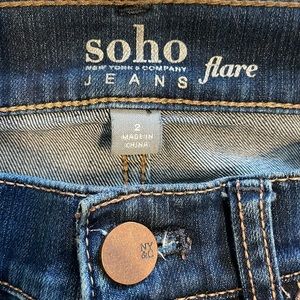 soho
NEW YORK & COMPANY
JEANS
flare
2
MADE IN
CHINA
NY
&C